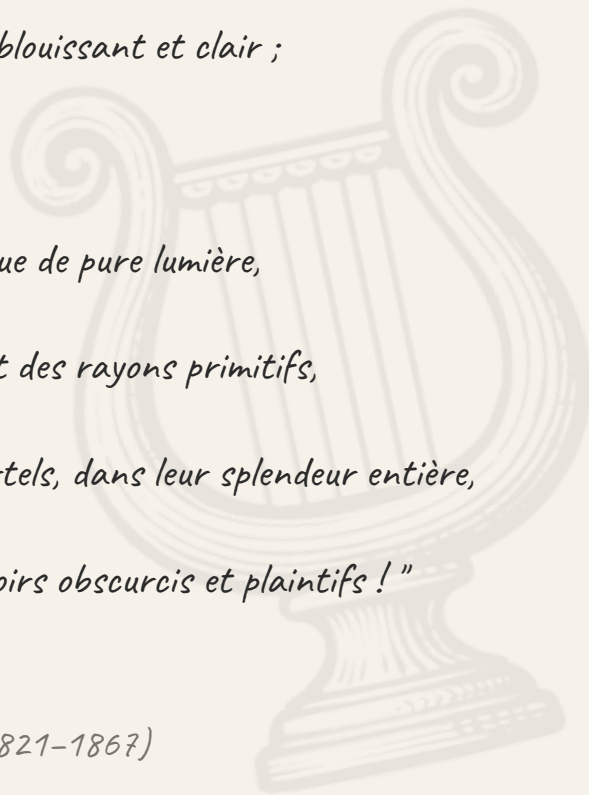 blouissant et clair ;
ue de pure lumière,
t des rayons primitifs,
rtels, dans leur splendeur entière,
oirs obscurcis et plaintifs ! "
821–1867)